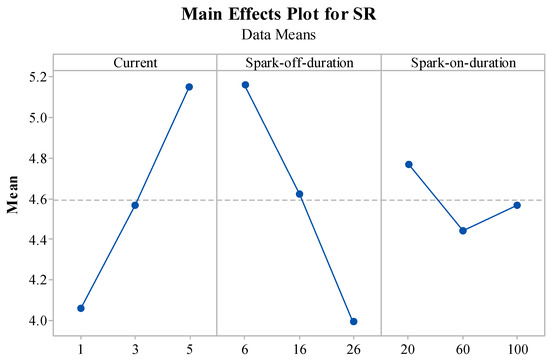 Main Effects Plot for SR
Data Means
Current Spark-off-duration Spark-on-duration
5.2
5.0
4.8
4.6
4.4
4.2
4.0
Mean
1 3 5 6 16 26 20 60 100